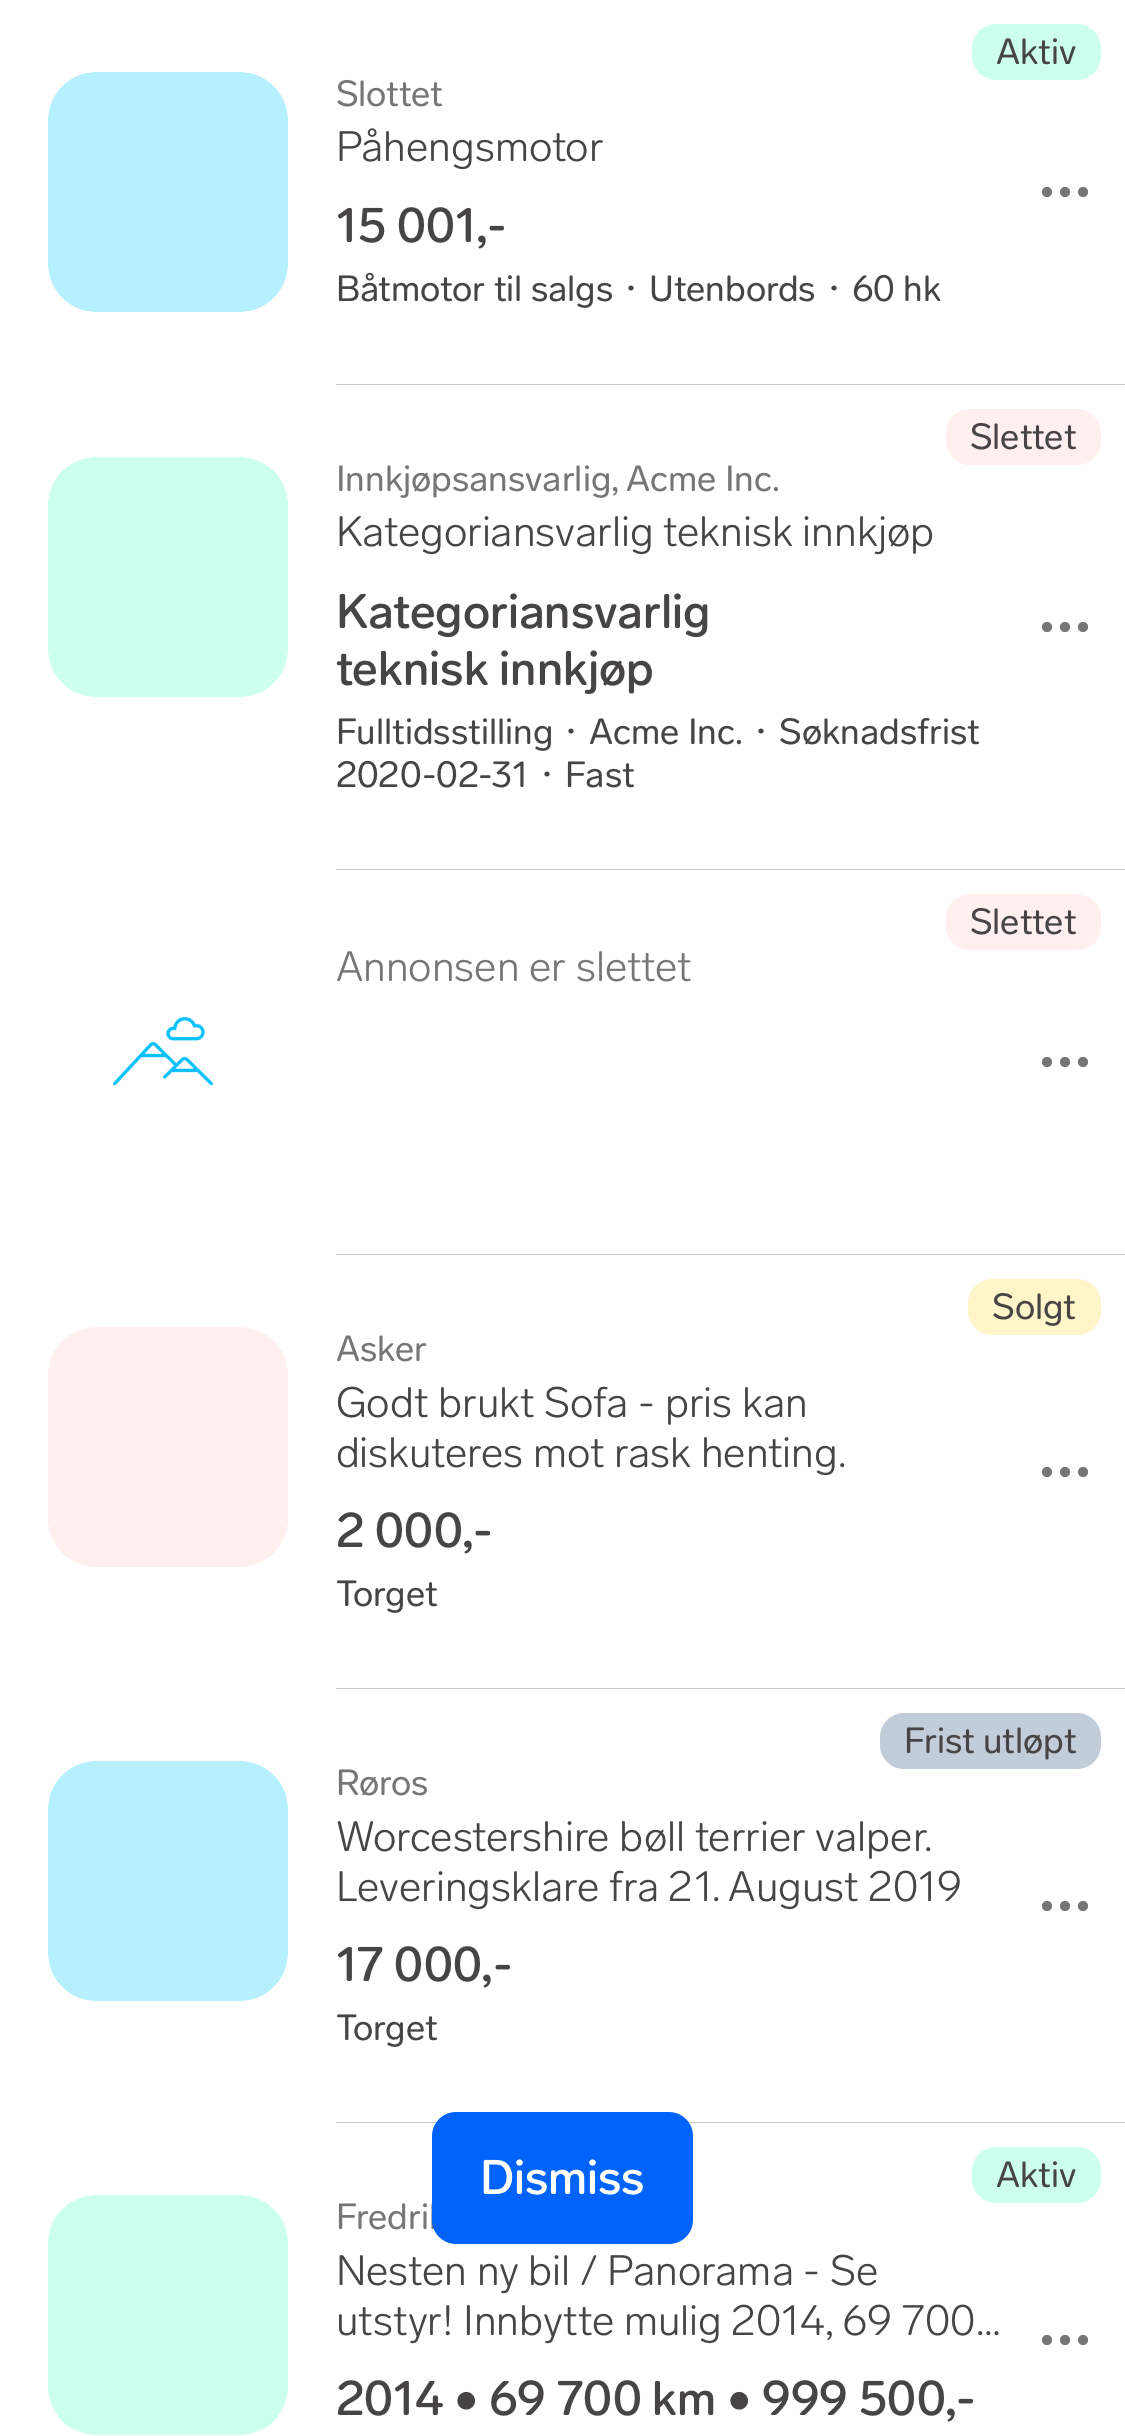 Aktiv
Slottet
Påhengsmotor
15 001,-
Båtmotor til salgs · Utenbords · 60 hk
Slettet
Innkjøpsansvarlig, Acme Inc.
Kategoriansvarlig teknisk innkjøp
Kategoriansvarlig
teknisk innkjøp
Fulltidsstilling · Acme Inc. · Søknadsfrist
2020-02-31 · Fast
Slettet
Annonsen er slettet
Solgt
Asker
Godt brukt Sofa - pris kan
diskuteres mot rask henting.
2 000,-
Torget
Frist utløpt
Røros
Worcestershire bøll terrier valper.
Leveringsklare fra 21. August 2019
17 000,-
Torget
Dismiss
Aktiv
Nesten ny bil / Panorama - Se
utstyr! Innbytte mulig 2014, 69 700...
2014 • 69 700 km • 999 500,-